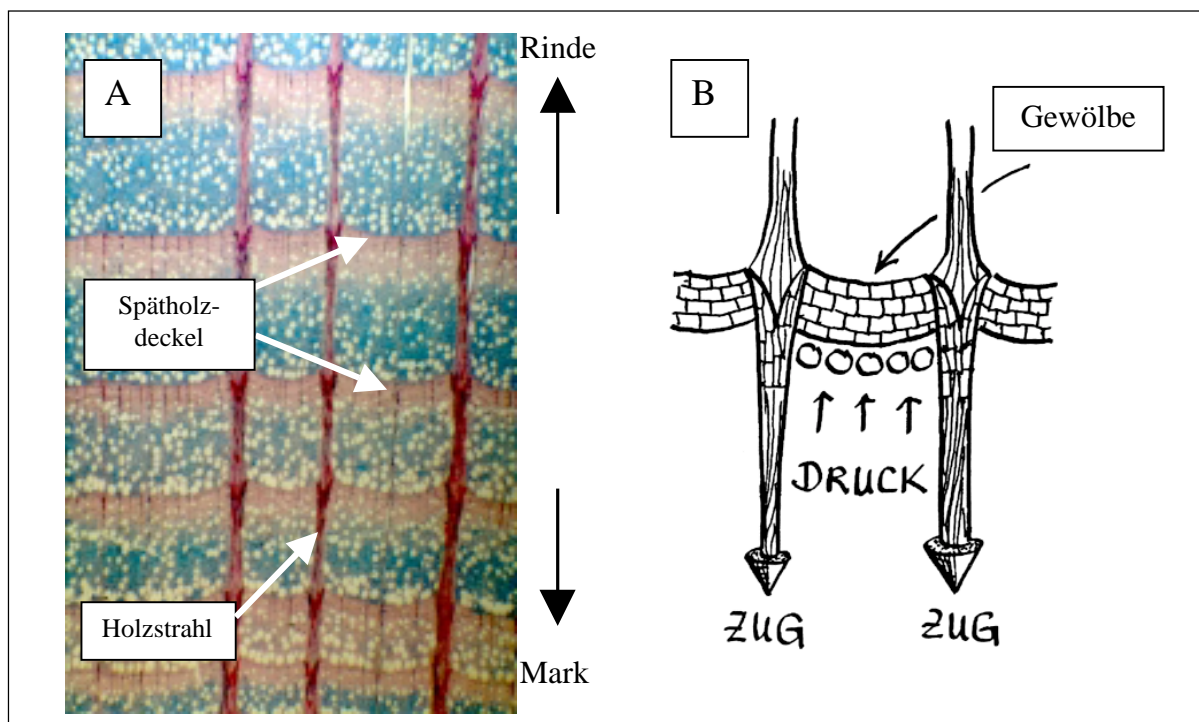 A
Rinde
Spätholz-
deckel
Holzstrahl
Mark
B
Gewölbe
DRUCK
ZUG
ZUG